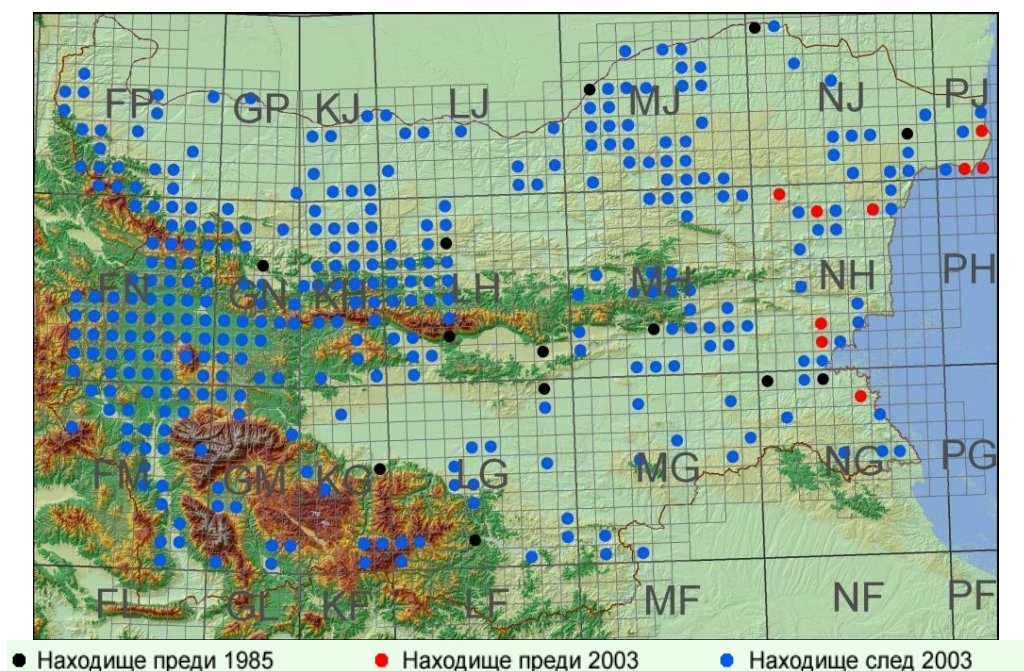 FP GP KJ LJ MJ NJ PJ
FN GN KH LH MH NH PH
FM GM KG LG MG NG PG
FL GL KF LF MF NF PF
Находище преди 1985 Находище преди 2003 Находище след 2003